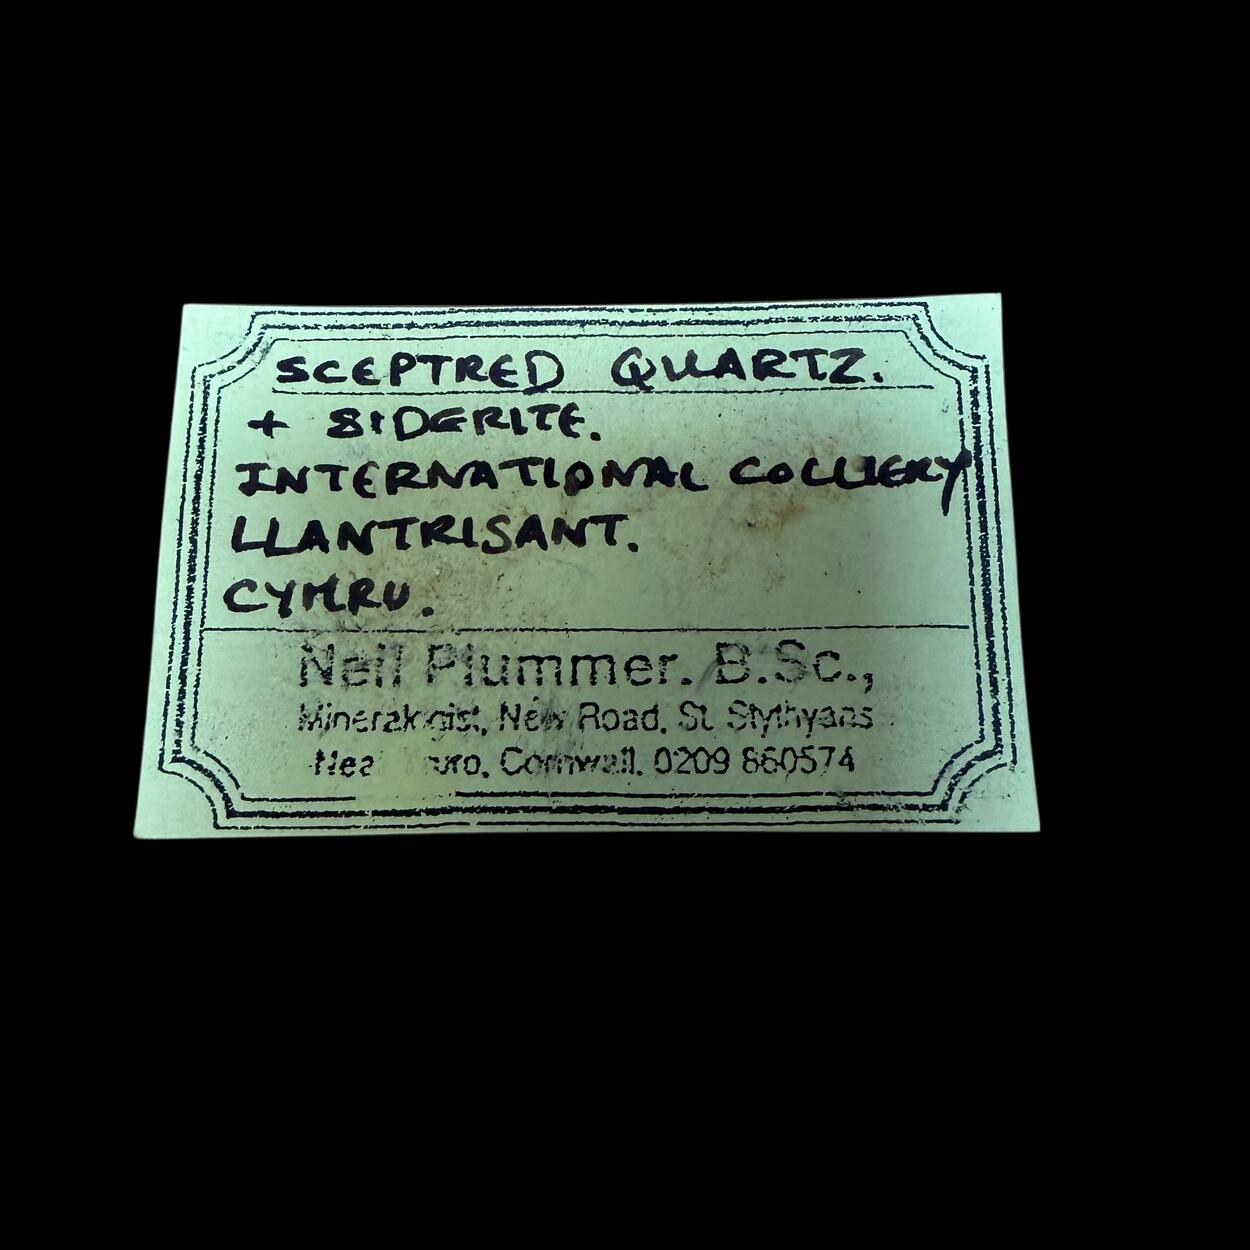 SCEPTRED QUARTZ.
+ SIDERITE.
INTERNATIONAL COLLIERY
LLANTRISANT.
CYMRU.
Neil Plummer. B.Sc.,
Mineralogist, New Road, St. Stythyans
Cornwall. 0209 860574